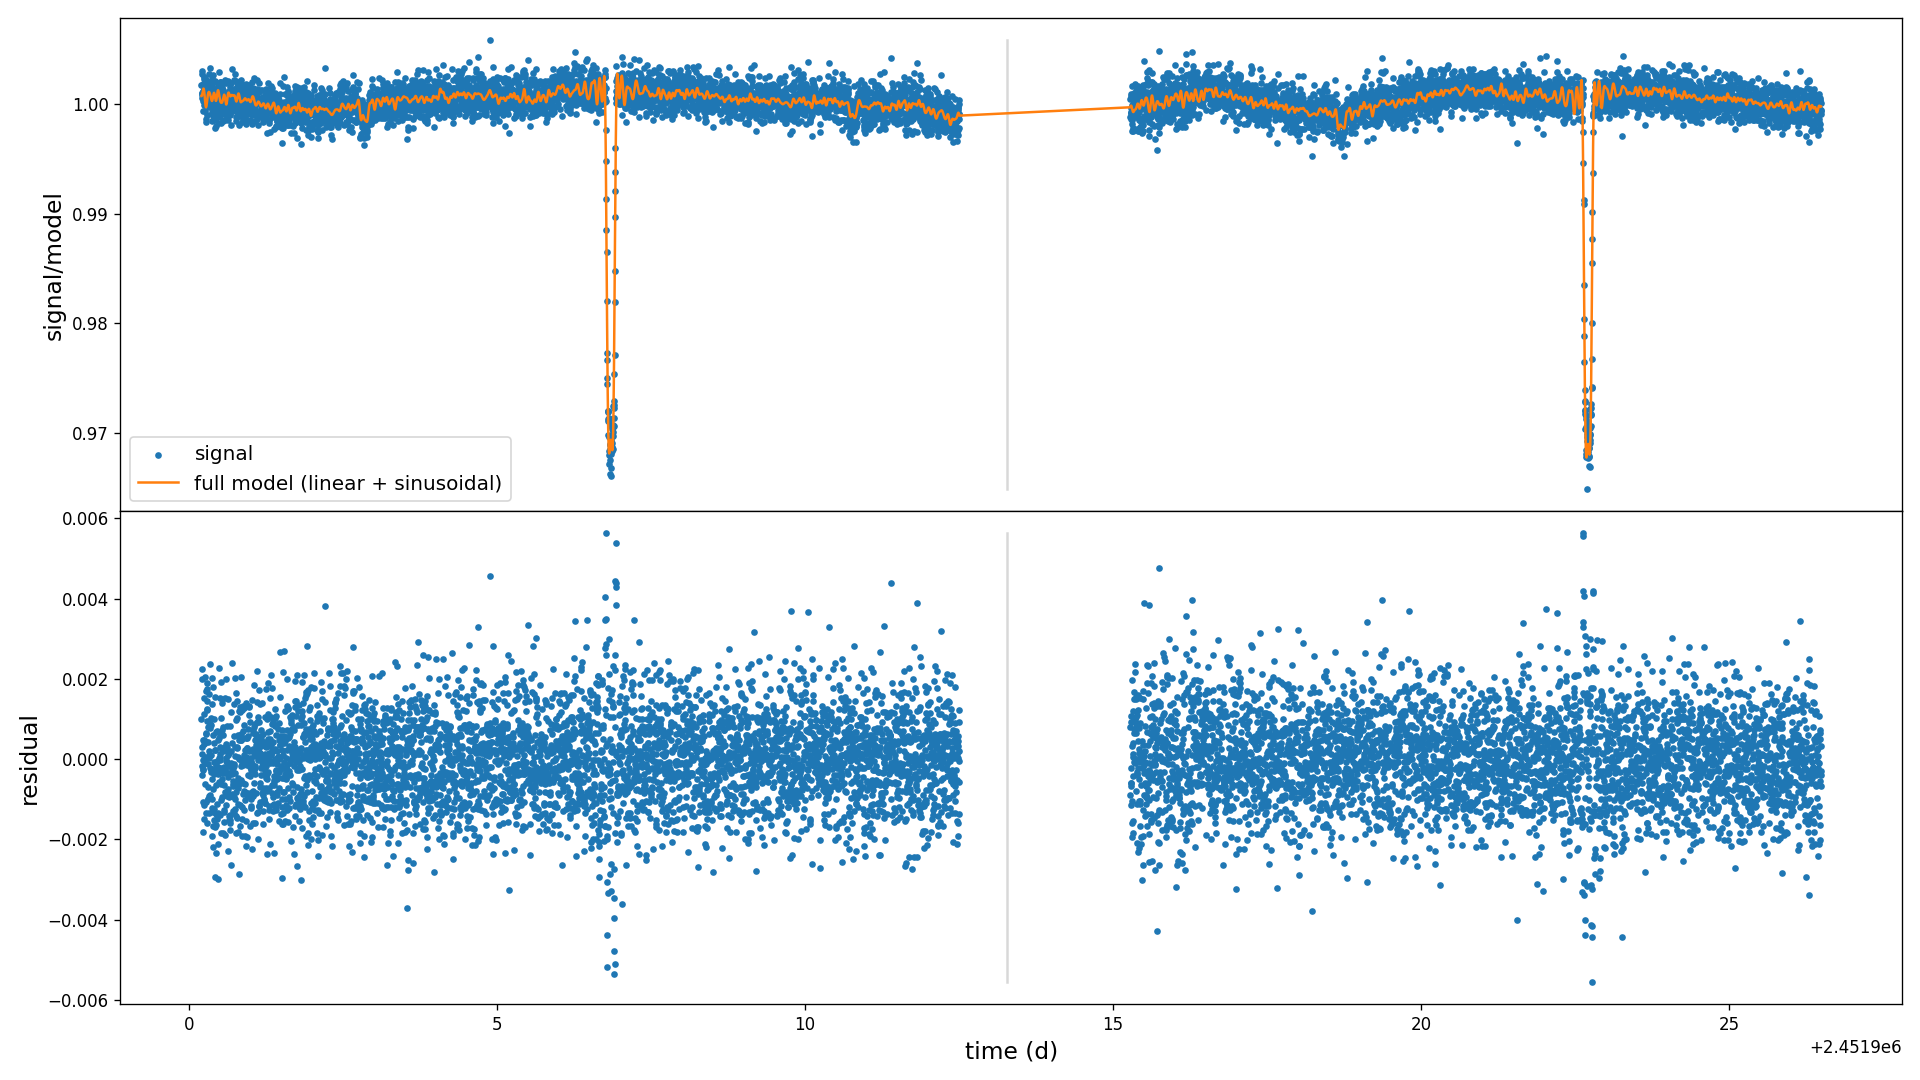 signal/model
1.00
0.99
0.98
0.97
signal
full model (linear + sinusoidal)
residual
0.006
0.004
0.002
0.000
−0.002
−0.004
−0.006
0
5
10
15
20
25
time (d)
+2.4519e6